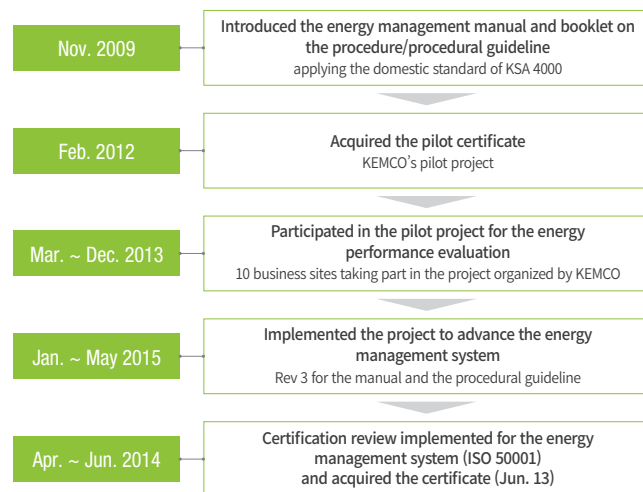 Nov. 2009
Introduced the energy management manual and booklet on
the procedure/procedural guideline
applying the domestic standard of KSA 4000
Feb. 2012
Acquired the pilot certificate
KEMCO's pilot project
Mar. ~ Dec. 2013
Participated in the pilot project for the energy
performance evaluation
10 business sites taking part in the project organized by KEMCO
Jan. ~ May 2015
Implemented the project to advance the energy
management system
Rev 3 for the manual and the procedural guideline
Apr. ~ Jun. 2014
Certification review implemented for the energy
management system (ISO 50001)
and acquired the certificate (Jun. 13)